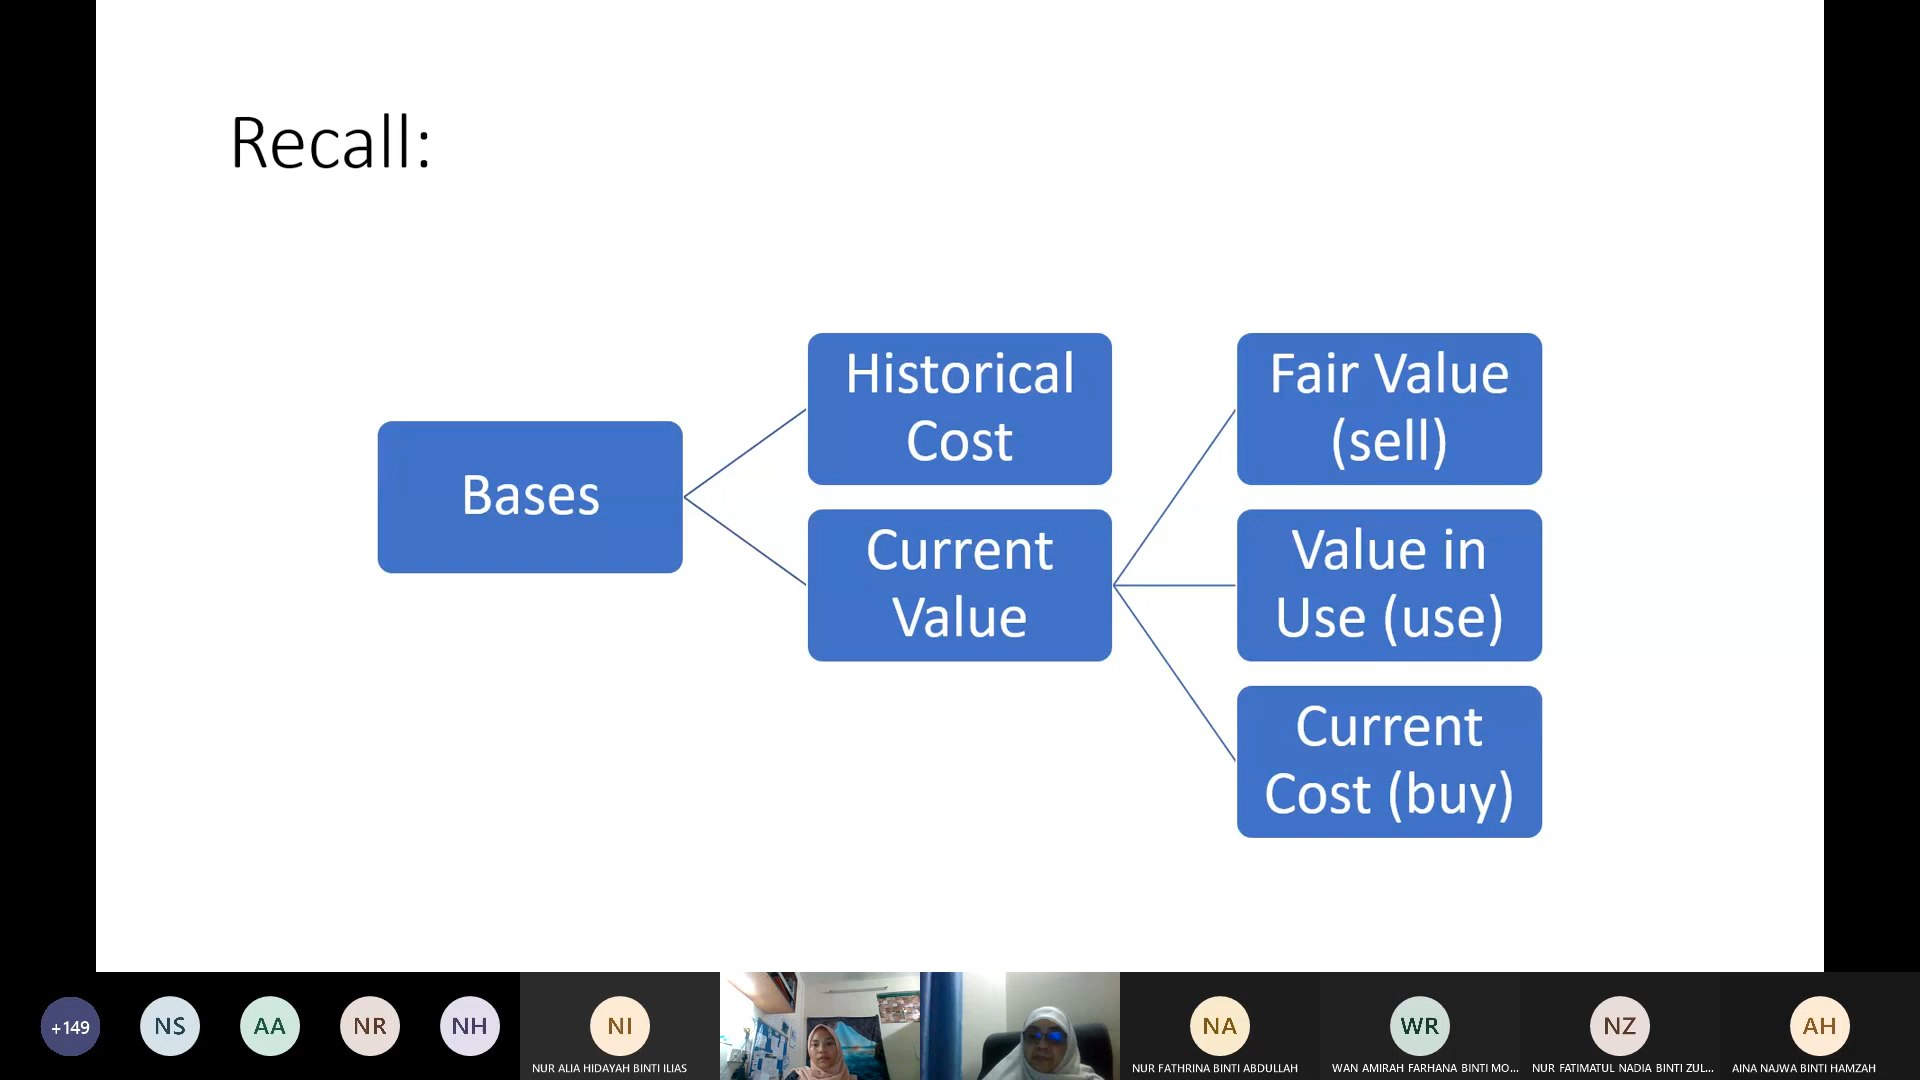 Recall:
Bases
Historical
Cost
Current
Value
Fair Value
(sell)
Value in
Use (use)
Current
Cost (buy)
+149
NS
AA
NR
NH
NI
NUR ALIA HIDAYAH BINTI ILIAS
NA
NUR FATHRINA BINTI ABDULLAH
WR
WAN AMIRAH FARHANA BINTI MO...
NZ
NUR FATIMATUL NADIA BINTI ZUL...
AH
AINA NAJWA BINTI HAMZAH